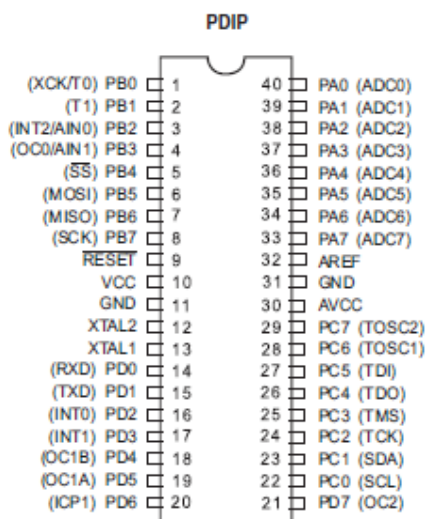 PDIP
(XCK/T0) PB0 1 40 PA0 (ADC0)
(T1) PB1 2 39 PA1 (ADC1)
(INT2/AIN0) PB2 3 38 PA2 (ADC2)
(OC0/AIN1) PB3 4 37 PA3 (ADC3)
(SS) PB4 5 36 PA4 (ADC4)
(MOSI) PB5 6 35 PA5 (ADC5)
(MISO) PB6 7 34 PA6 (ADC6)
(SCK) PB7 8 33 PA7 (ADC7)
RESET 9 32 AREF
VCC 10 31 GND
GND 11 30 AVCC
XTAL2 12 29 PC7 (TOSC2)
XTAL1 13 28 PC6 (TOSC1)
(RXD) PD0 14 27 PC5 (TDI)
(TXD) PD1 15 26 PC4 (TDO)
(INT0) PD2 16 25 PC3 (TMS)
(INT1) PD3 17 24 PC2 (TCK)
(OC1B) PD4 18 23 PC1 (SDA)
(OC1A) PD5 19 22 PC0 (SCL)
(ICP1) PD6 20 21 PD7 (OC2)